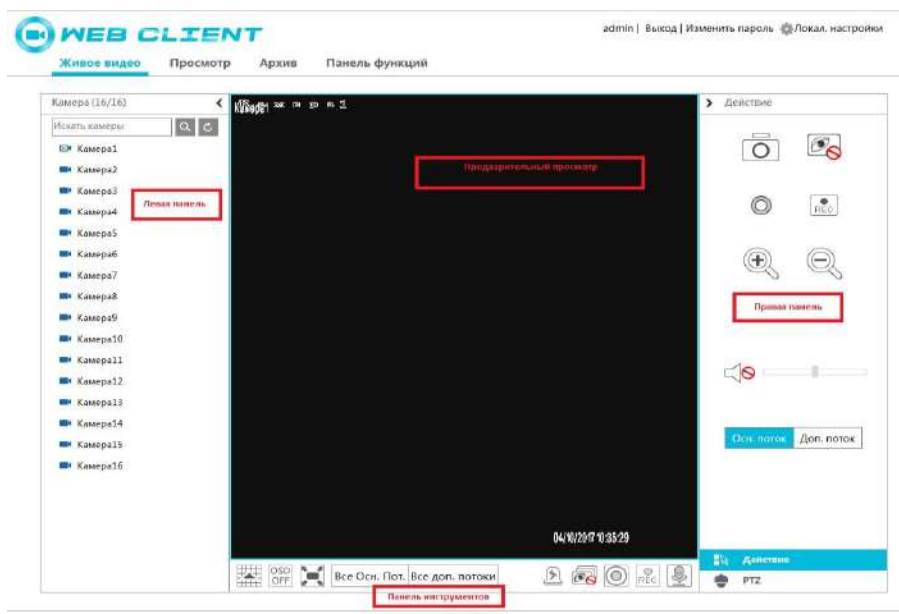 WEB CLIENT
admin | Выход | Изменить пароль Локал. настройки
Живое видео Просмотр Архив Панель функций
Камера (16/16)
Искать камеры
Камера1
Камера2
Камера3
Камера4
Камера5
Камера6
Камера7
Камера8
Камера9
Камера10
Камера11
Камера12
Камера13
Камера14
Камера15
Камера16
Левая панель
Предварительный просмотр
04/10/2017 10:35:29
OSD
OFF
Все Осн. Пот. Все доп. потоки
REC
Панель инструментов
Действие
REC
Правая панель
Осн. поток Доп. поток
Действие
PTZ